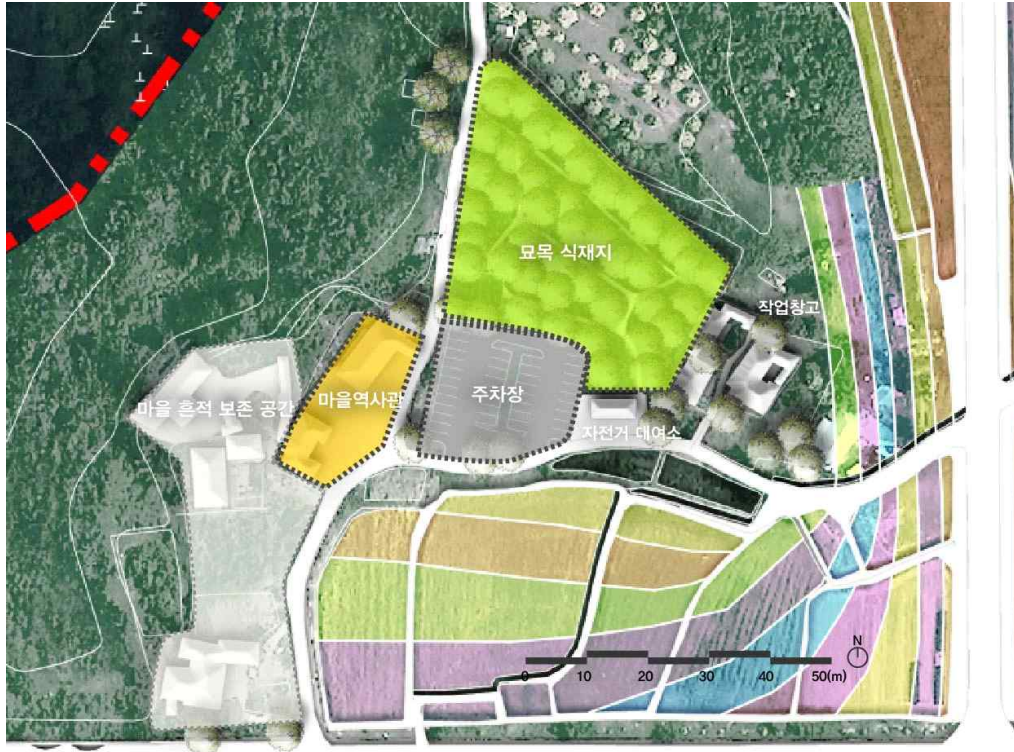 묘목 식재지
작업창고
주차장
마을역사관
마을 흔적 보존 공간
자전거 대여소
N
0 10 20 30 40 50(m)